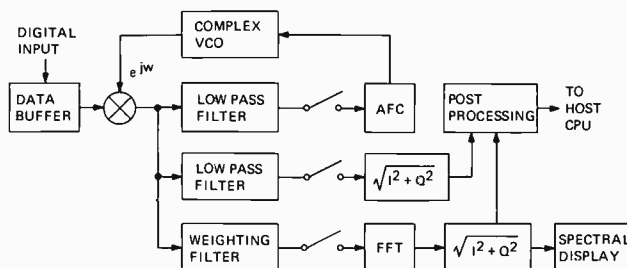 DIGITAL
INPUT
DATA
BUFFER
e^jw
COMPLEX
VCO
LOW PASS
FILTER
AFC
POST
PROCESSING
TO
HOST
CPU
LOW PASS
FILTER
√I² + Q²
WEIGHTING
FILTER
FFT
√I² + Q²
SPECTRAL
DISPLAY